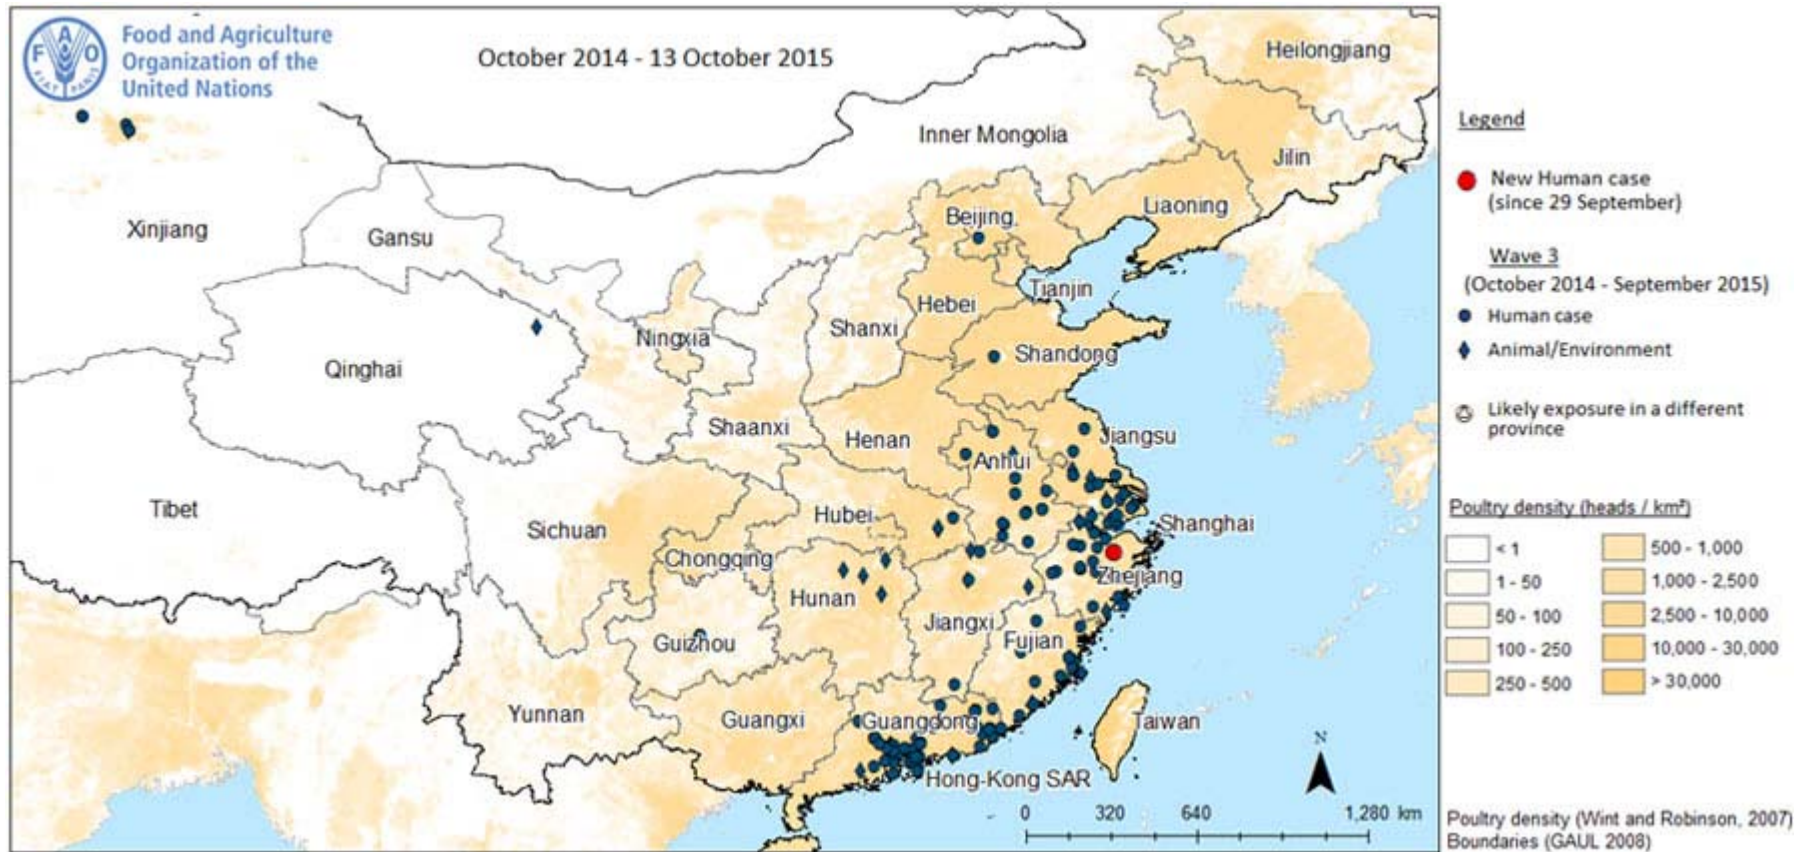 Food and Agriculture
Organization of the
United Nations
F A O
FIAT PANIS
October 2014 - 13 October 2015
Heilongjiang
Inner Mongolia
Jilin
Liaoning
Beijing
Xinjiang
Gansu
Tianjin
Hebei
Shanxi
Ningxia
Shandong
Qinghai
Shaanxi
Henan
Jiangsu
Anhui
Tibet
Hubei
Sichuan
Shanghai
Chongqing
Zhejiang
Hunan
Jiangxi
Fujian
Guizhou
Yunnan
Guangxi
Guangdong
Taiwan
Hong-Kong SAR
N
0 320 640 1,280 km
Legend
New Human case
(since 29 September)
Wave 3
(October 2014 - September 2015)
Human case
Animal/Environment
Likely exposure in a different
province
Poultry density (heads / km²)
< 1
1 - 50
50 - 100
100 - 250
250 - 500
500 - 1,000
1,000 - 2,500
2,500 - 10,000
10,000 - 30,000
> 30,000
Poultry density (Wint and Robinson, 2007)
Boundaries (GAUL 2008)